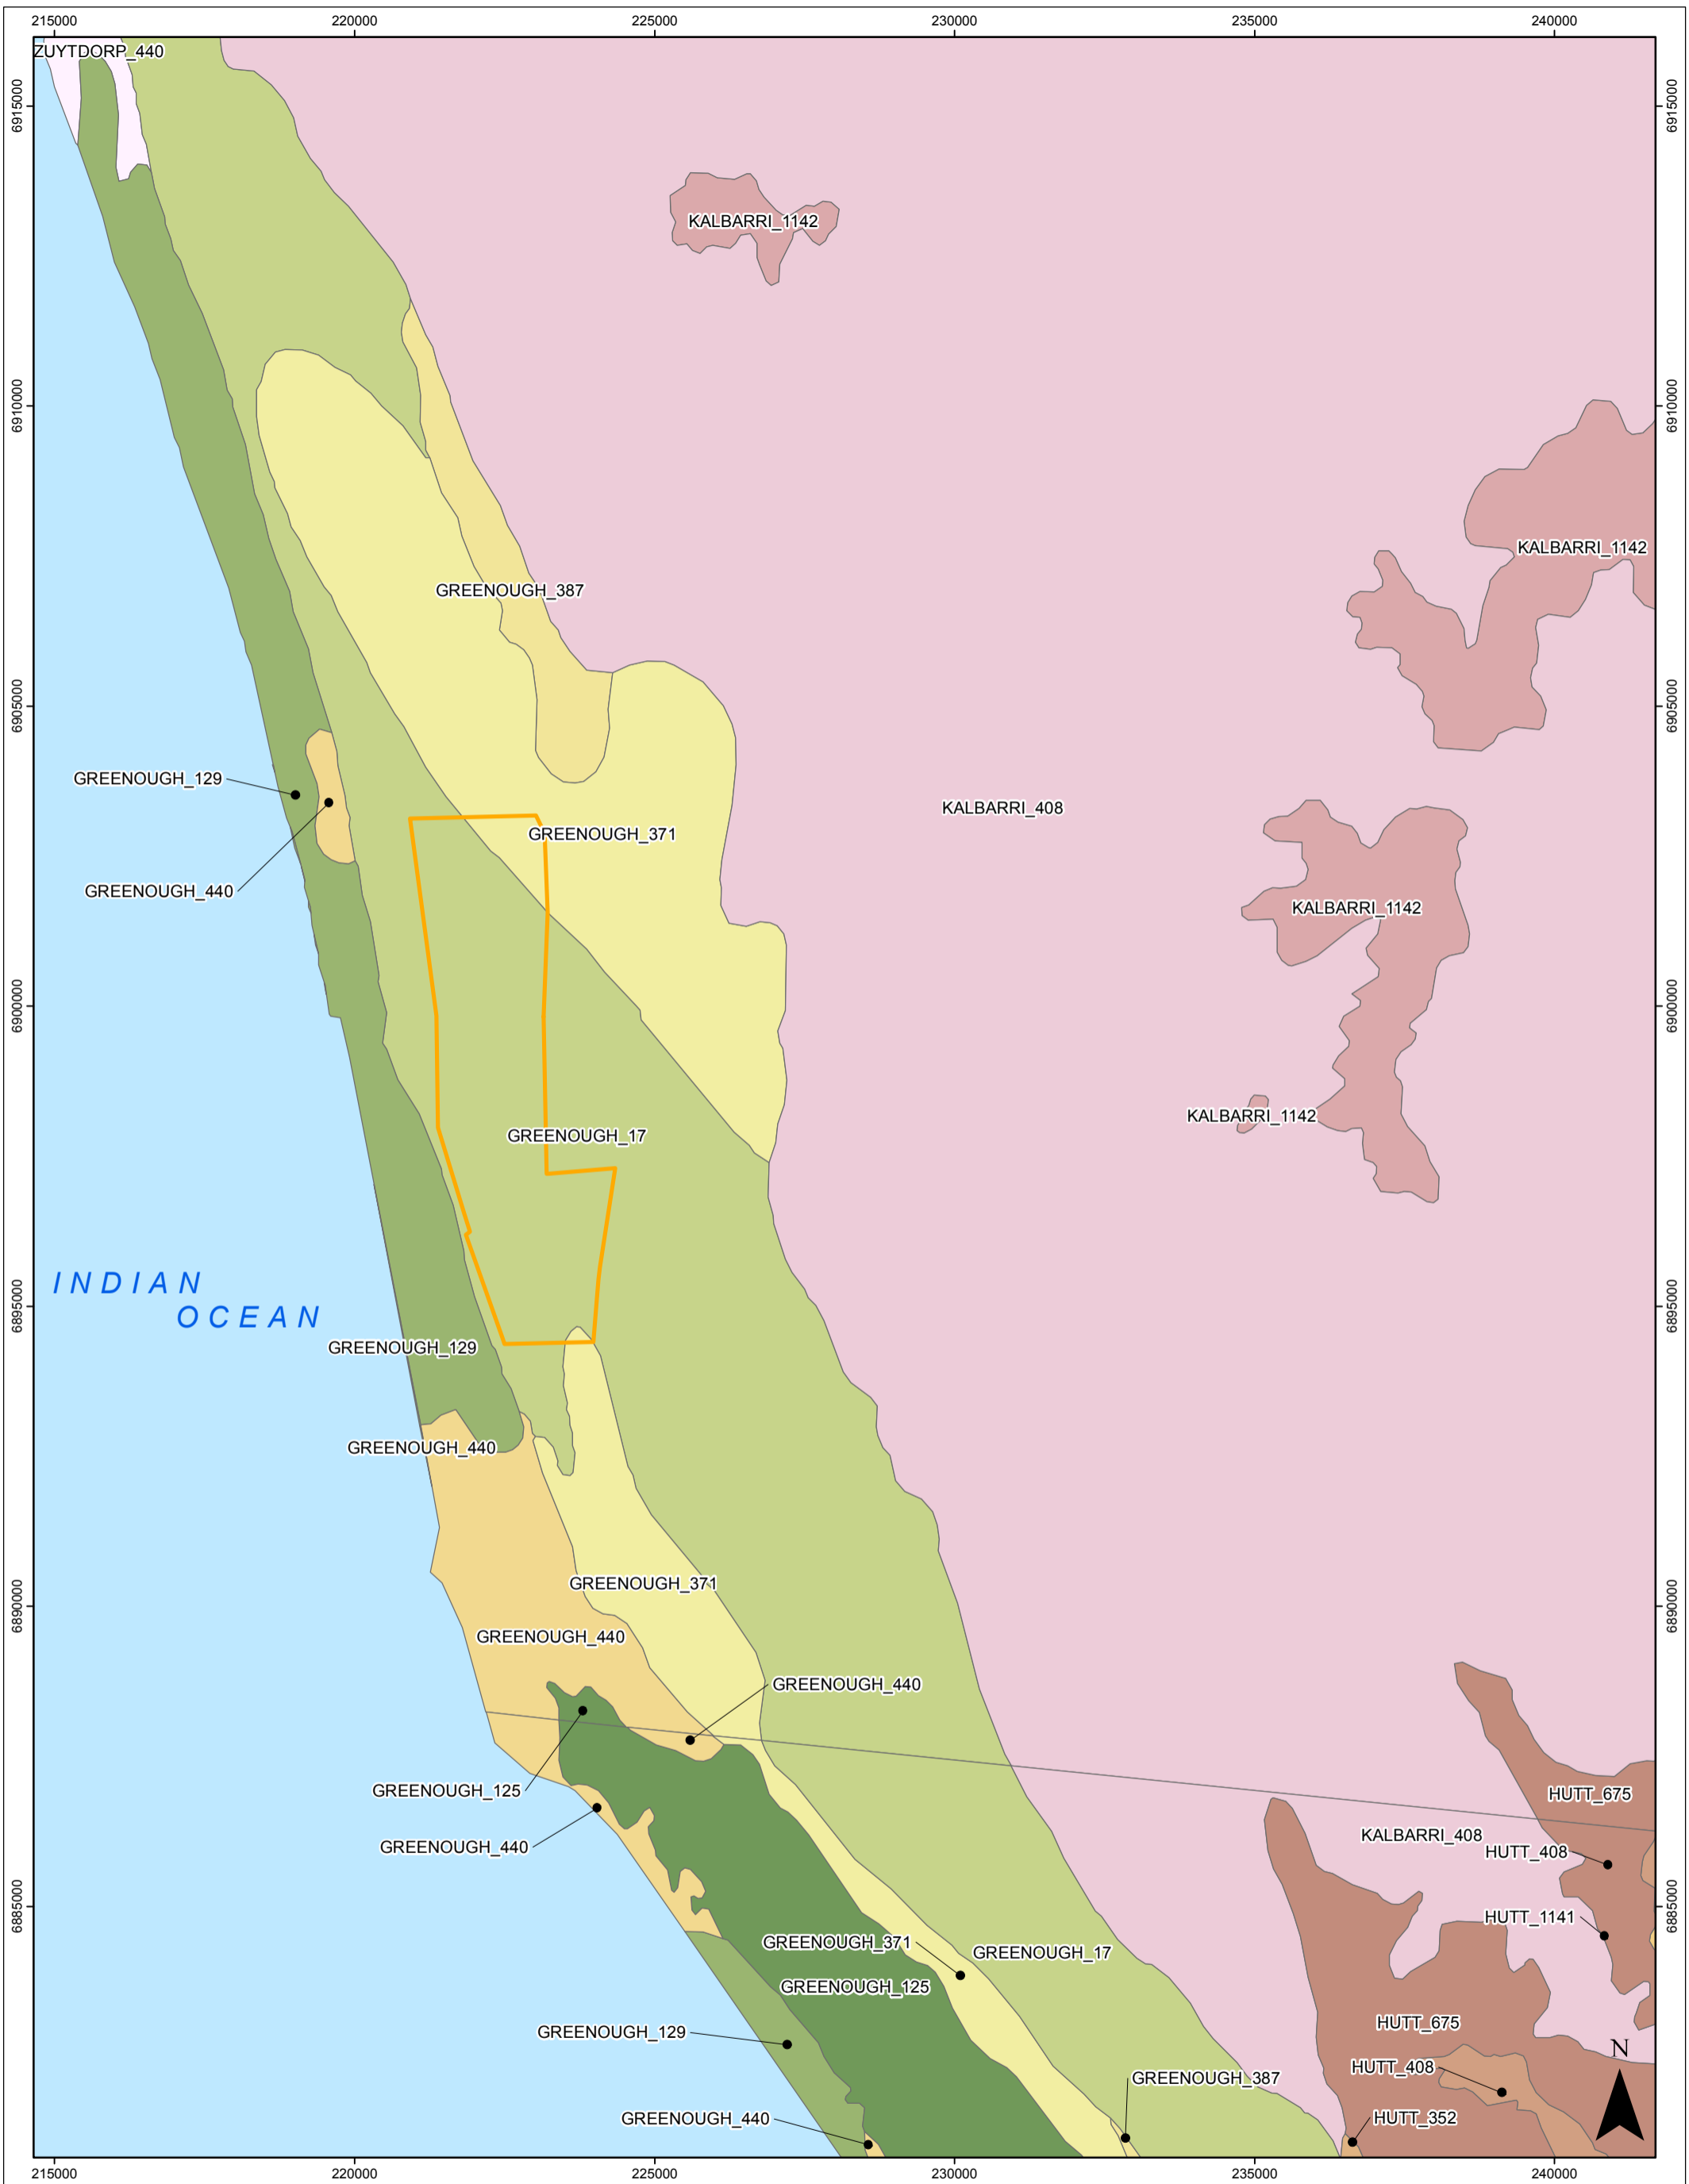 215000 220000 225000 230000 235000 240000
ZUYTDORP_440
6915000 6915000
KALBARRI_1142
6910000 6910000
KALBARRI_1142
GREENOUGH_387
6905000 6905000
GREENOUGH_129
KALBARRI_408
GREENOUGH_371
GREENOUGH_440
KALBARRI_1142
6900000 6900000
KALBARRI_1142
GREENOUGH_17
INDIAN
OCEAN
6895000 6895000
GREENOUGH_129
GREENOUGH_440
GREENOUGH_371
6890000 6890000
GREENOUGH_440
GREENOUGH_440
GREENOUGH_125
HUTT_675
KALBARRI_408
GREENOUGH_440
HUTT_408
6885000 6885000
HUTT_1141
GREENOUGH_371
GREENOUGH_17
GREENOUGH_125
HUTT_675
GREENOUGH_129
N
HUTT_408
GREENOUGH_387
GREENOUGH_440
HUTT_352
215000 220000 225000 230000 235000 240000